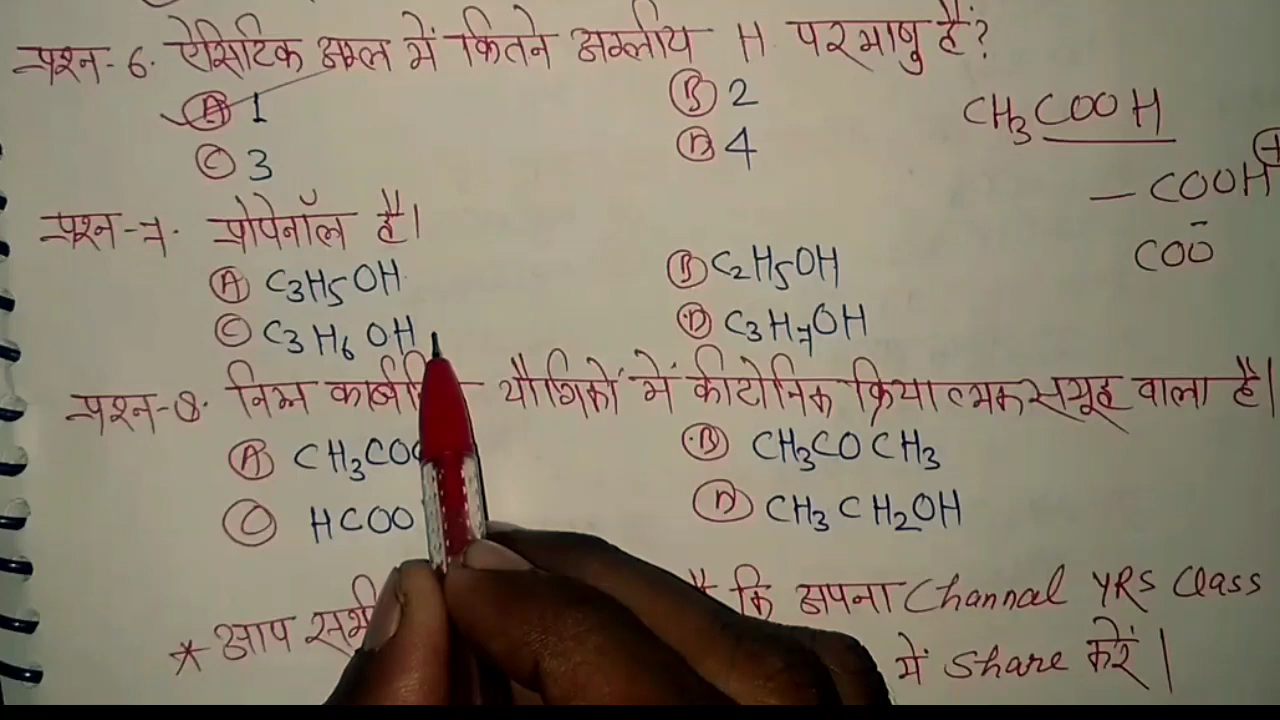 प्रश्न-6. ऐसिटिक अम्ल में कितने अम्लीय H परमाणु हैं?
(A) 1 (B) 2
CH3COOH
(C) 3 (D) 4
—COOH +
COO-
प्रश्न-7. प्रोपेनॉल है।
(A) C3H5OH (B) C2H5OH
(C) C3H6OH (D) C3H7OH
प्रश्न-8. निम्न यौगिकों में कीटोनिक क्रियात्मक समूह वाला है।
(A) CH3COO (B) CH3COCH3
(C) HCOO (D) CH3CH2OH
* आप सभी कि अपना Channal YRS Class
में Share करें।